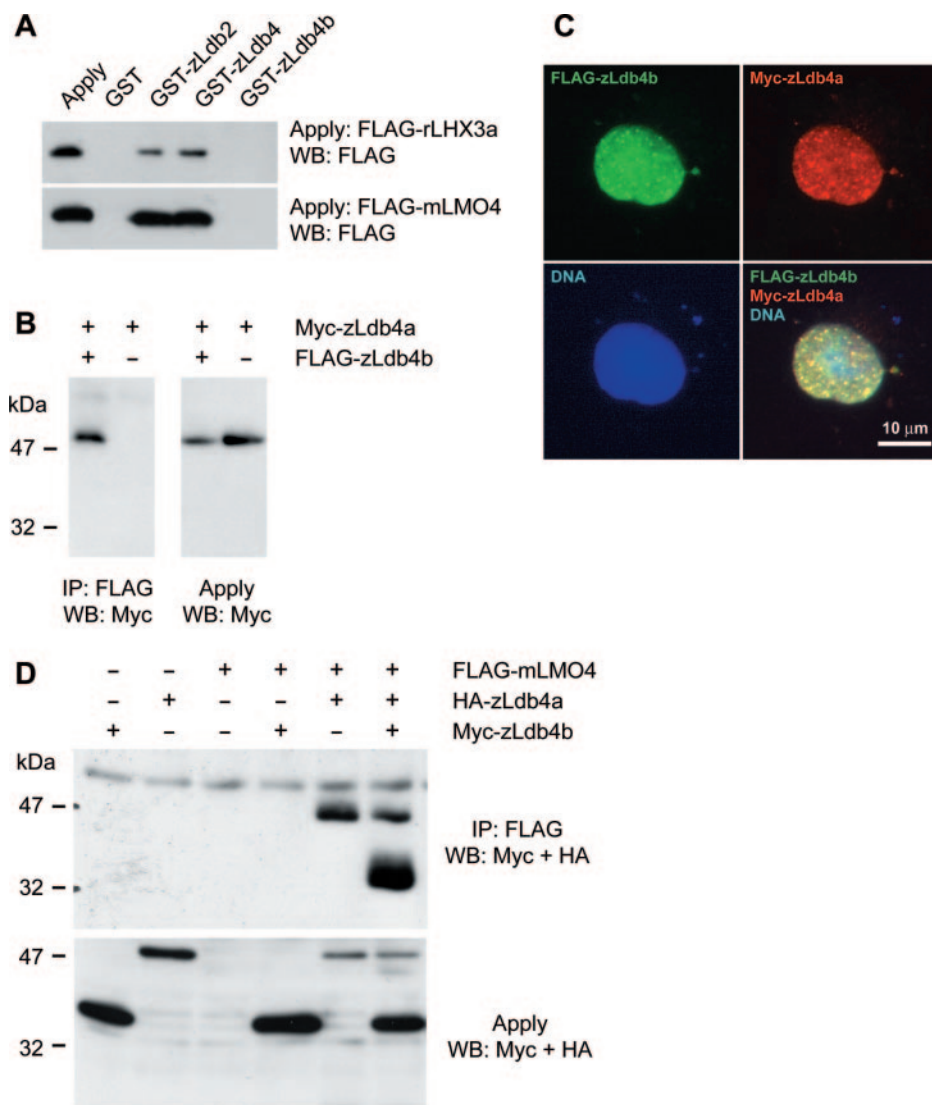 A
Apply
GST
GST-zLdb2
GST-zLdb4
GST-zLdb4b
Apply: FLAG-rLHX3a
WB: FLAG
Apply: FLAG-mLMO4
WB: FLAG
B
+ + + + Myc-zLdb4a
+ – + – FLAG-zLdb4b
kDa
47
32
IP: FLAG
WB: Myc
Apply
WB: Myc
C
FLAG-zLdb4b
Myc-zLdb4a
DNA
FLAG-zLdb4b
Myc-zLdb4a
DNA
10 µm
D
– – + + + + FLAG-mLMO4
– + – – + + HA-zLdb4a
+ – – + – + Myc-zLdb4b
kDa
47
32
IP: FLAG
WB: Myc + HA
47
32
Apply
WB: Myc + HA